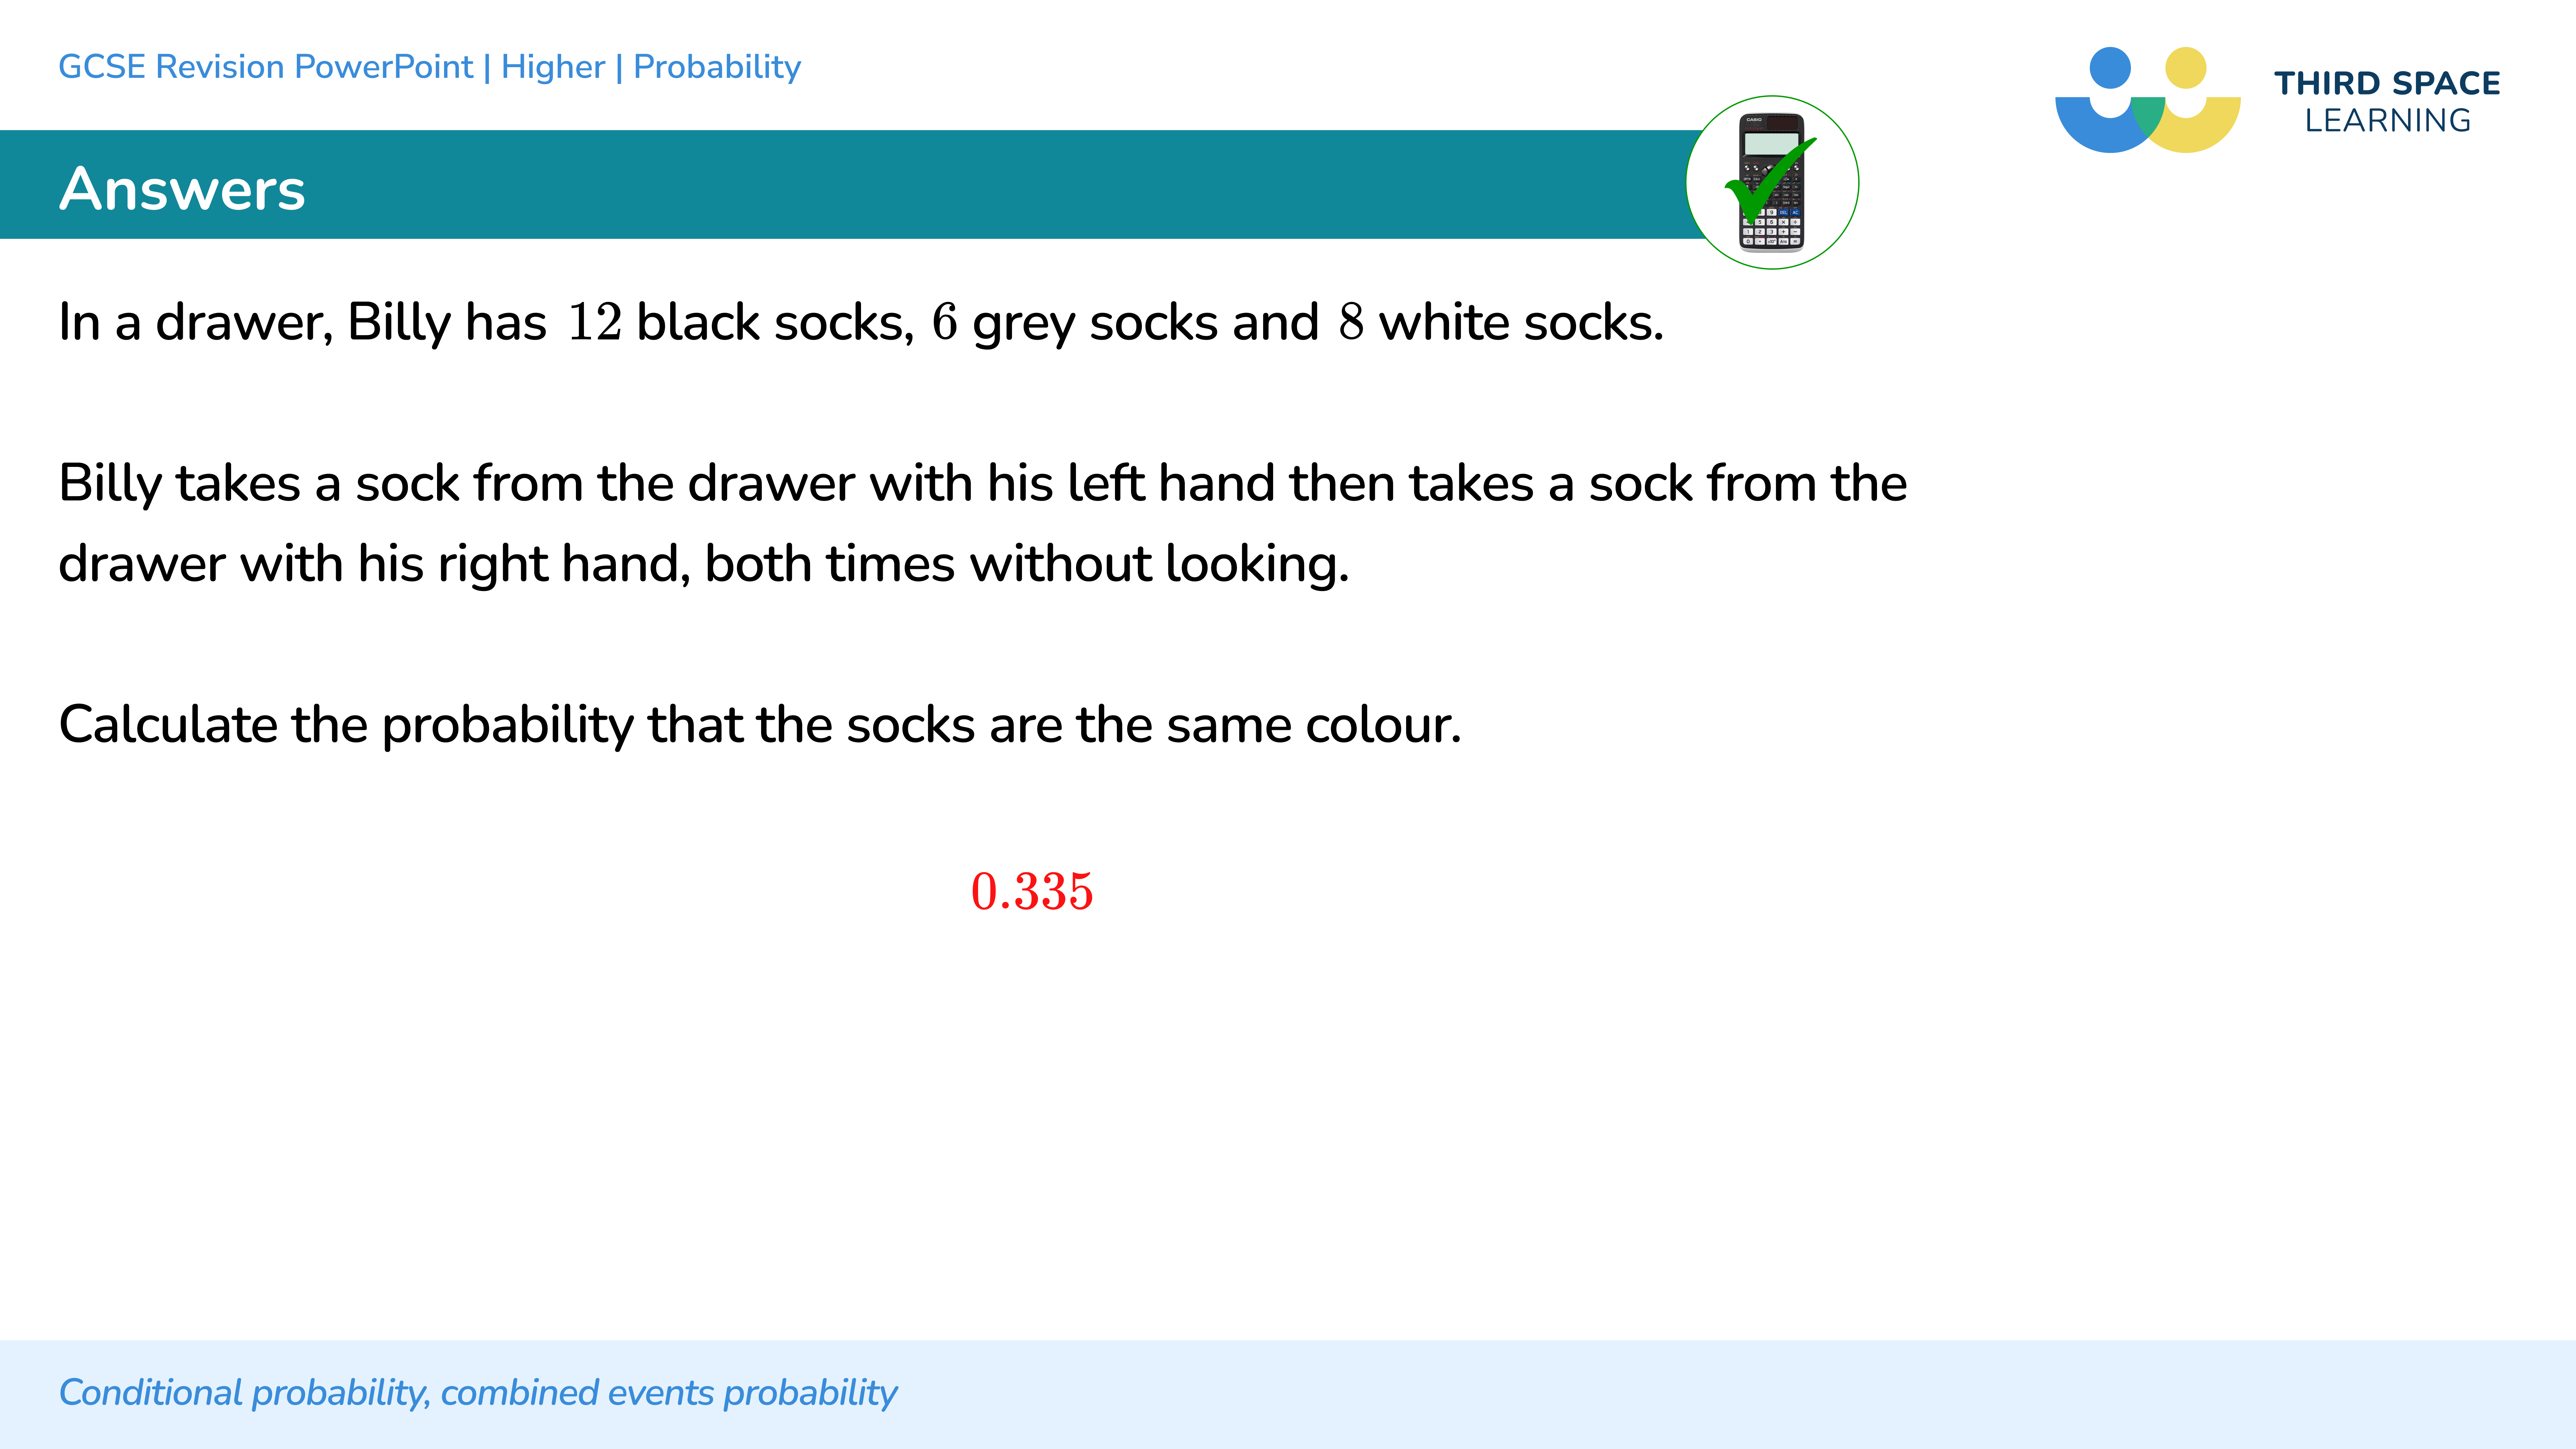 GCSE Revision PowerPoint | Higher | Probability
THIRD SPACE
LEARNING
Answers
In a drawer, Billy has 12 black socks, 6 grey socks and 8 white socks.
Billy takes a sock from the drawer with his left hand then takes a sock from the
drawer with his right hand, both times without looking.
Calculate the probability that the socks are the same colour.
0.335
Conditional probability, combined events probability